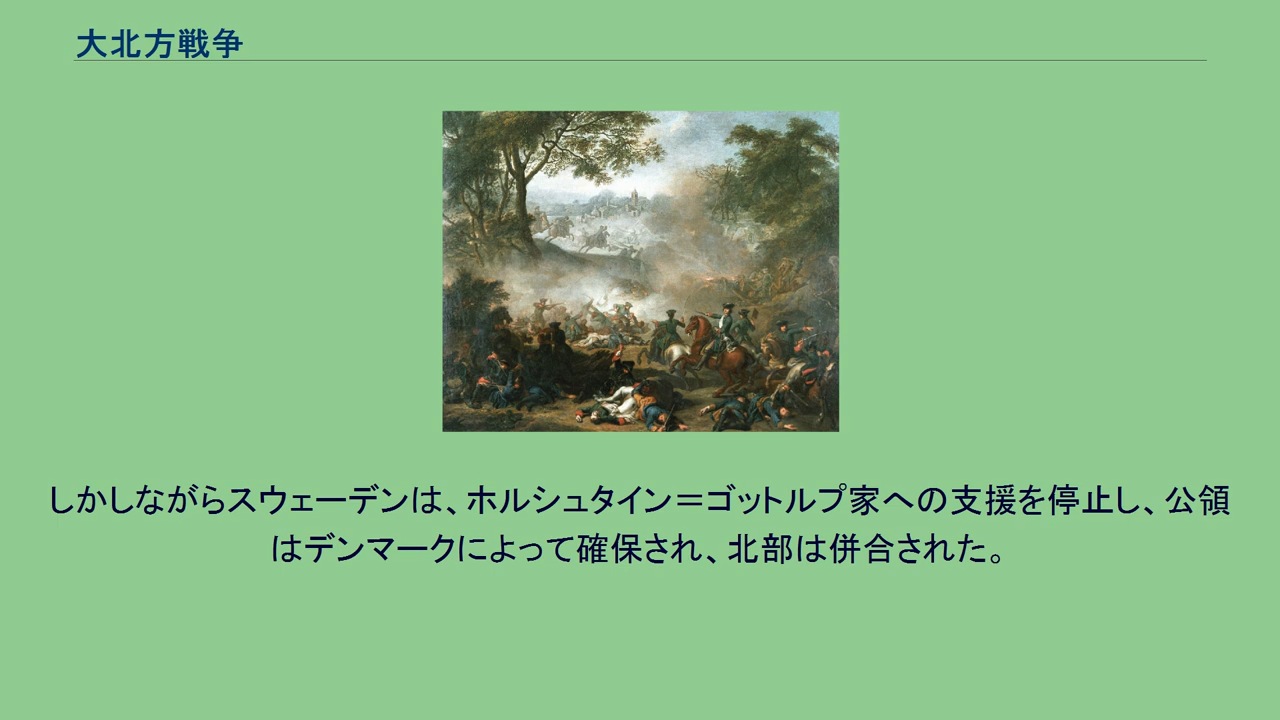 大北方戦争
しかしながらスウェーデンは、ホルシュタイン＝ゴットルプ家への支援を停止し、公領
はデンマークによって確保され、北部は併合された。